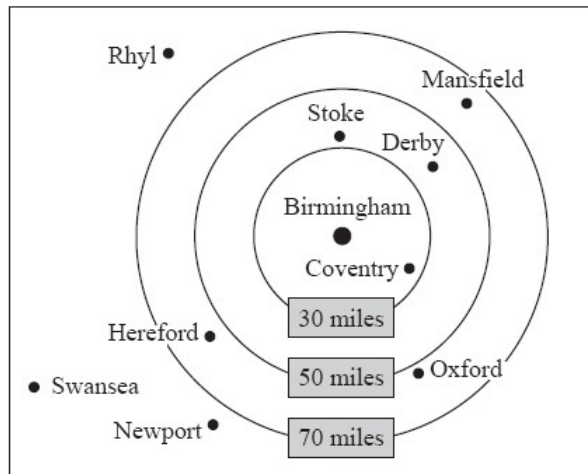 Rhyl
Mansfield
Stoke
Derby
Birmingham
Coventry
30 miles
Hereford
50 miles
Oxford
Swansea
Newport
70 miles